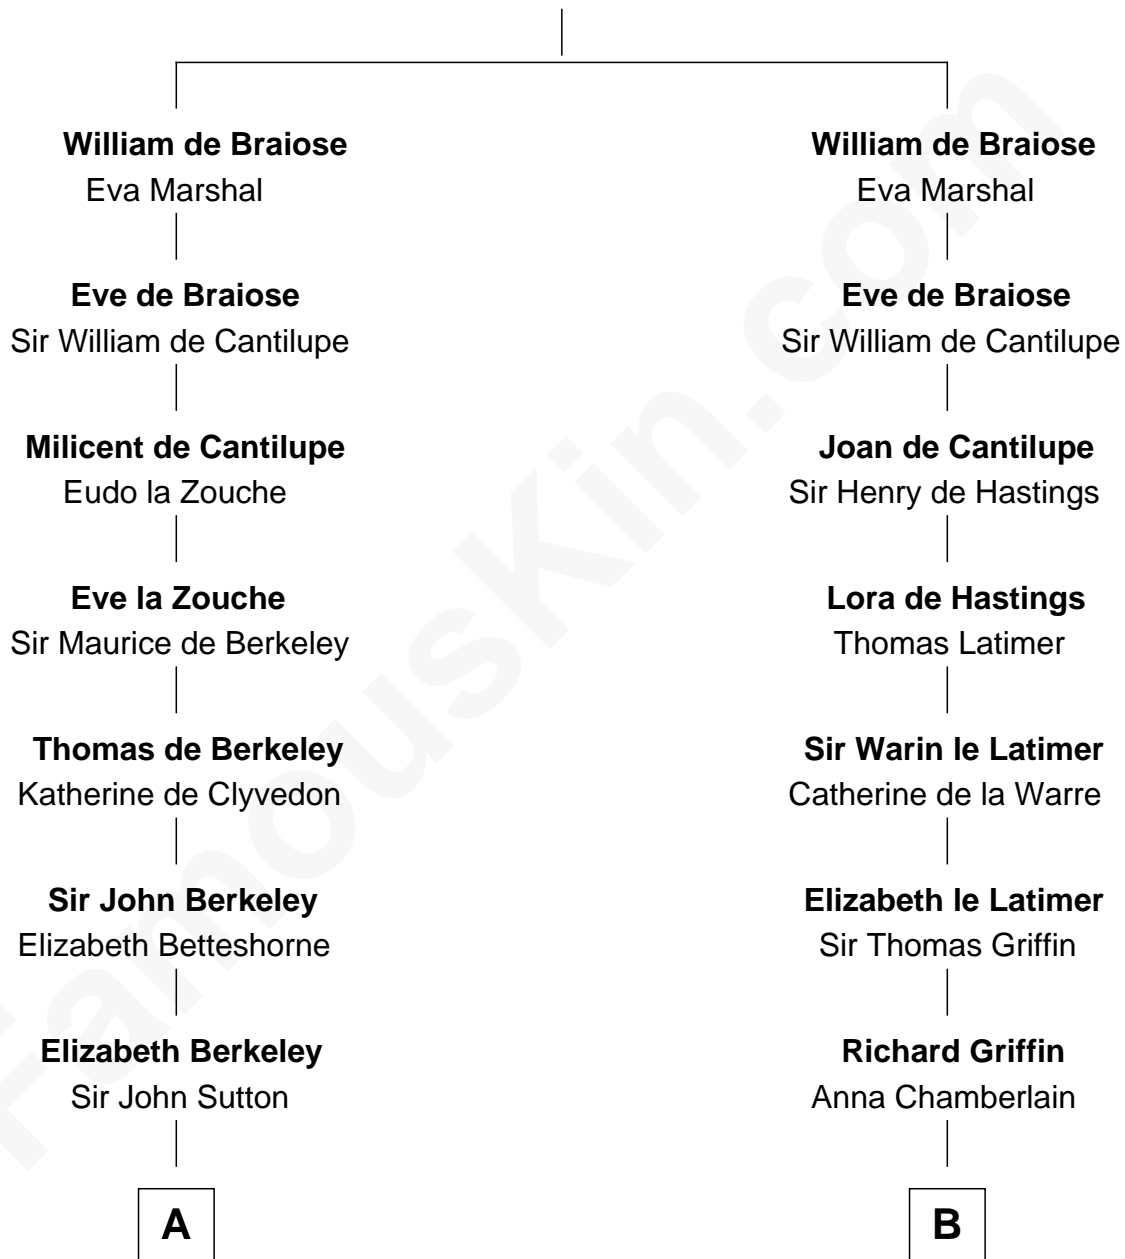 William de Braiose
Eva Marshal
Eve de Braiose
Sir William de Cantilupe
Milicent de Cantilupe
Eudo la Zouche
Eve la Zouche
Sir Maurice de Berkeley
Thomas de Berkeley
Katherine de Clyvedon
Sir John Berkeley
Elizabeth Betteshorne
Elizabeth Berkeley
Sir John Sutton
A
William de Braiose
Eva Marshal
Eve de Braiose
Sir William de Cantilupe
Joan de Cantilupe
Sir Henry de Hastings
Lora de Hastings
Thomas Latimer
Sir Warin le Latimer
Catherine de la Warre
Elizabeth le Latimer
Sir Thomas Griffin
Richard Griffin
Anna Chamberlain
B
FamousKin.com